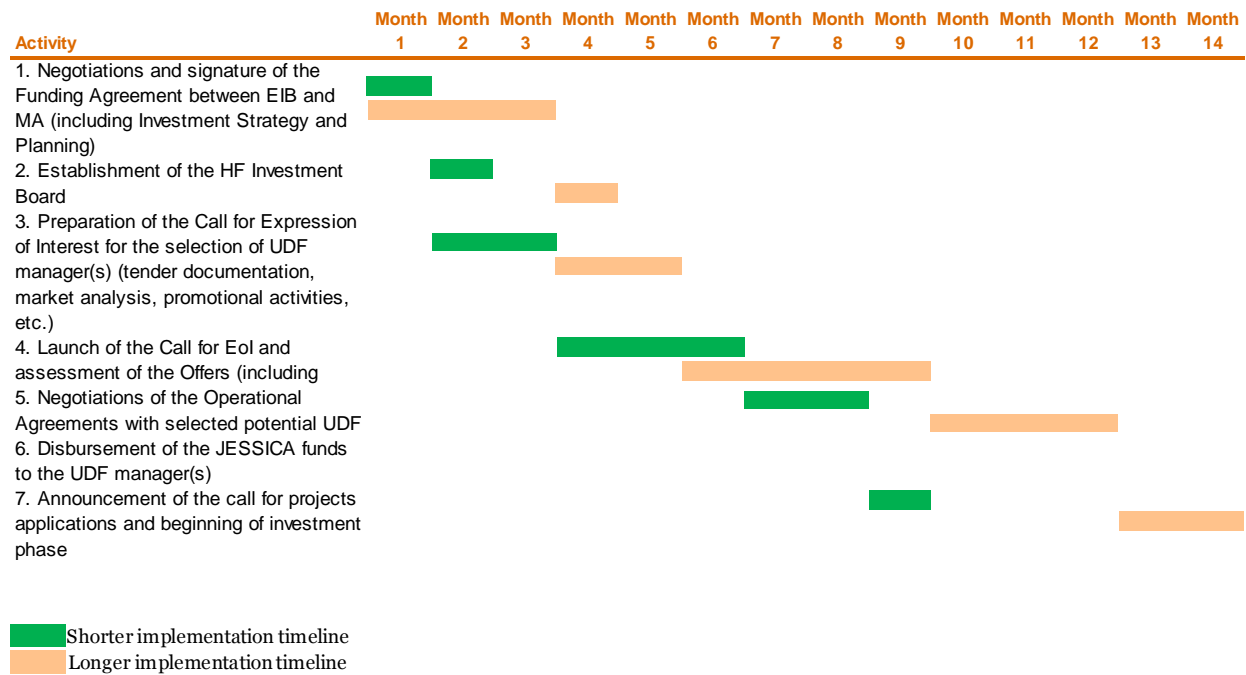 Month Month Month Month Month Month Month Month Month Month Month Month Month Month
Activity 1 2 3 4 5 6 7 8 9 10 11 12 13 14
1. Negotiations and signature of the
Funding Agreement between EIB and
MA (including Investment Strategy and
Planning)
2. Establishment of the HF Investment
Board
3. Preparation of the Call for Expression
of Interest for the selection of UDF
manager(s) (tender documentation,
market analysis, promotional activities,
etc.)
4. Launch of the Call for EoI and
assessment of the Offers (including
5. Negotiations of the Operational
Agreements with selected potential UDF
6. Disbursement of the JESSICA funds
to the UDF manager(s)
7. Announcement of the call for projects
applications and beginning of investment
phase
Shorter implementation timeline
Longer implementation timeline